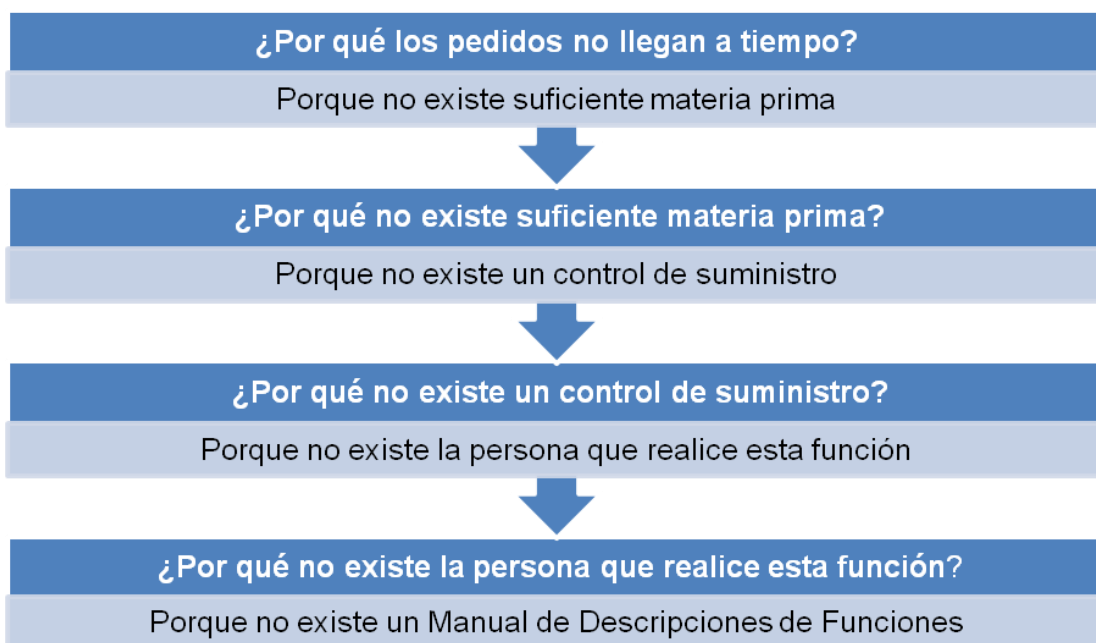 ¿Por qué los pedidos no llegan a tiempo?
Porque no existe suficiente materia prima
¿Por qué no existe suficiente materia prima?
Porque no existe un control de suministro
¿Por qué no existe un control de suministro?
Porque no existe la persona que realice esta función
¿Por qué no existe la persona que realice esta función?
Porque no existe un Manual de Descripciones de Funciones